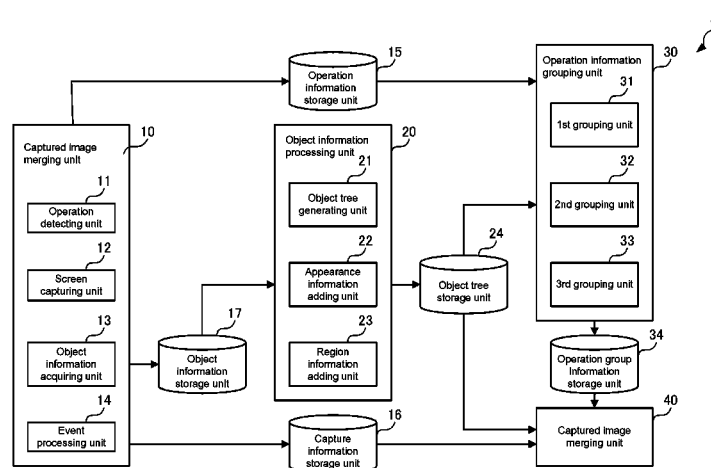 15
Operation
information
storage unit
30
Operation information
grouping unit
31
1st grouping unit
32
2nd grouping unit
33
3rd grouping unit
10
Captured image
merging unit
11
Operation
detecting unit
12
Screen
capturing unit
13
Object
information
acquiring unit
14
Event
processing unit
17
Object
information
storage unit
20
Object information
processing unit
21
Object tree
generating unit
22
Appearance
information
adding unit
23
Region
information
adding unit
24
Object tree
storage unit
16
Capture
information
storage unit
34
Operation group
Information
storage unit
40
Captured image
merging unit